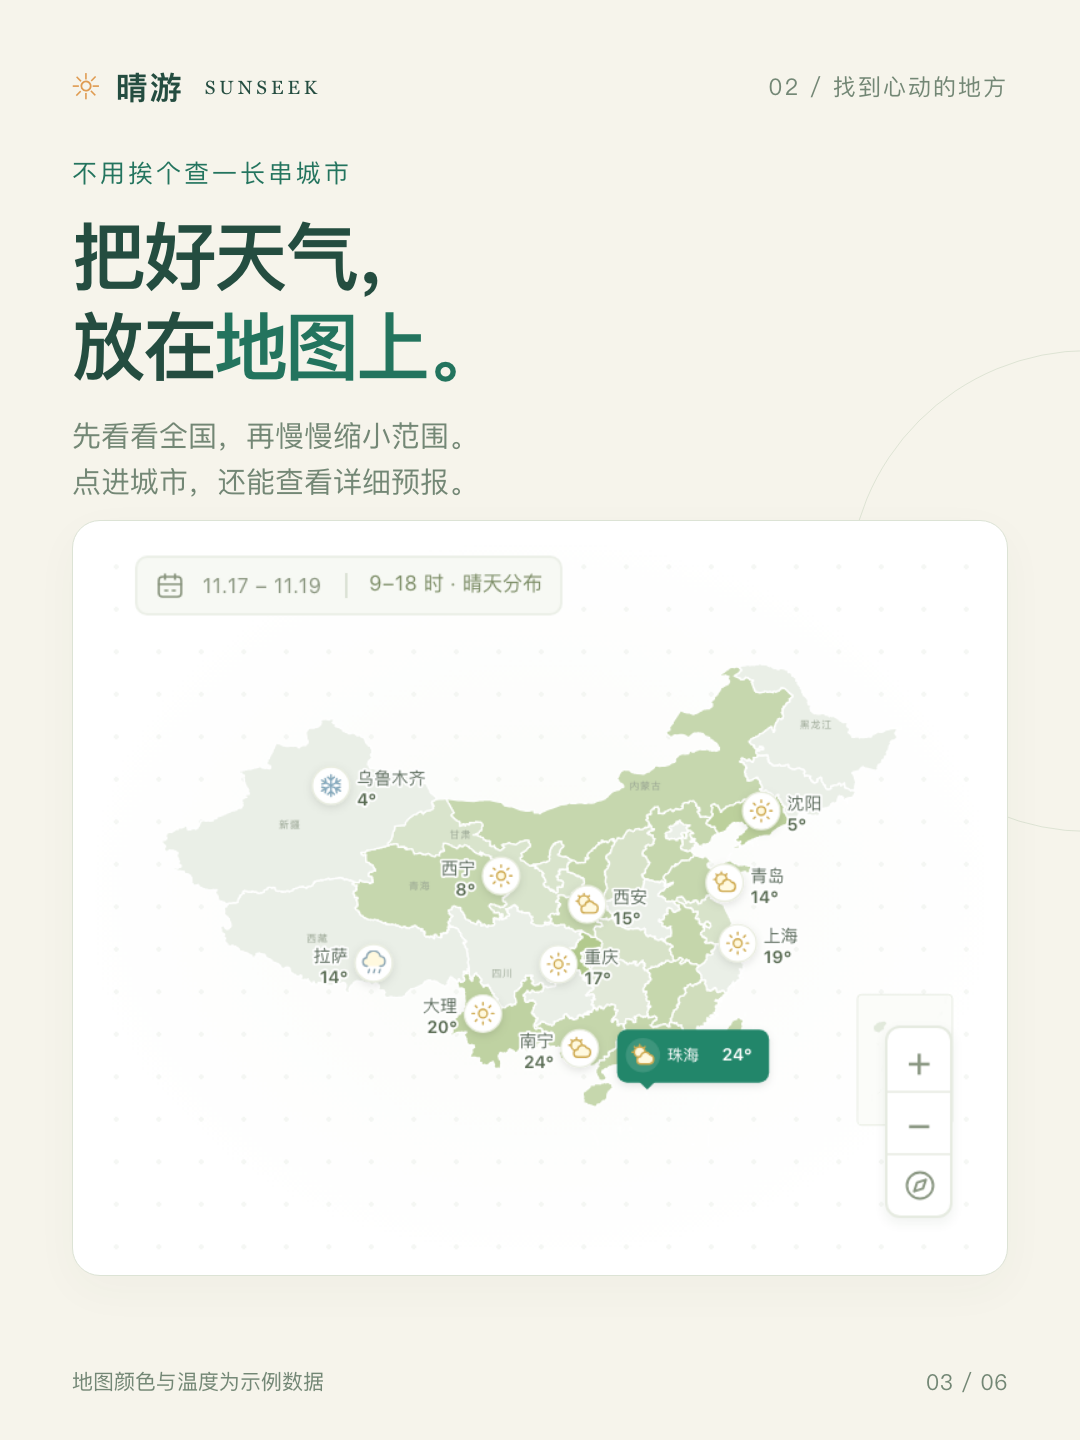 晴游 SUNSEEK
02 / 找到心动的地方
不用挨个查一长串城市
把好天气，
放在地图上。
先看看全国，再慢慢缩小范围。
点进城市，还能查看详细预报。
11.17 – 11.19 | 9–18 时 · 晴天分布
黑龙江
乌鲁木齐
4°
内蒙古
沈阳
5°
新疆
甘肃
西宁
8°
青海
青岛
14°
西安
15°
上海
19°
西藏
拉萨
14°
四川
重庆
17°
大理
20°
南宁
24°
珠海 24°
地图颜色与温度为示例数据
03 / 06